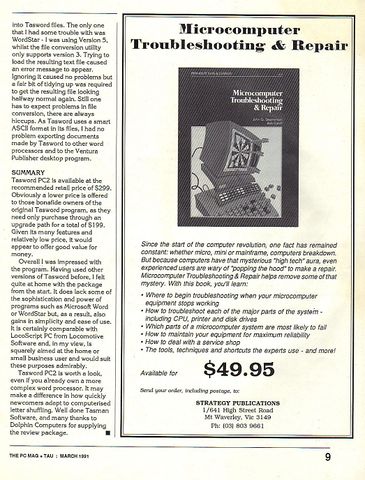 into Tasword files. The only one
that I had some trouble with was
WordStar - I was using Version 5,
whilst the file conversion utility
only supports version 3. Trying to
load the resulting text file caused
an error message to appear.
Ignoring it caused no problems but
a fair bit of tidying up was required
to get the resulting file looking
halfway normal again. Still one
has to expect problems in file
conversion, there are always
hiccups. As Tasword uses a smart
ASCII format in its files, I had no
problem exporting documents
made by Tasword to other word
processors and to the Ventura
Publisher desktop program.
SUMMARY
Tasword PC2 is available at the
recommended retail price of $299.
Obviously a lower price is offered
to those bonafide owners of the
original Tasword program, as they
need only purchase through an
upgrade path for a total of $199.
Given its many features and
relatively low price, it would
appear to offer good value for
money.
Overall I was impressed with
the program. Having used other
versions of Tasword before, I felt
quite at home with the package
from the start. It does lack some of
the sophistication and power of
programs such as Microsoft Word
or WordStar but, as a result, also
gains in simplicity and ease of use.
It is certainly comparable with
LocoScript PC from Locomotive
Software and, in my view, is
squarely aimed at the home or
small business user and would suit
these purposes admirably.
Tasword PC2 is worth a look,
even if you already own a more
complex word processor. It may
make a difference in how quickly
newcomers adapt to computerised
letter shuffling. Well done Tasman
Software, and many thanks to
Dolphin Computers for supplying
the review package.
Microcomputer
Troubleshooting & Repair
Microcomputer
Troubleshooting
& Repair
Since the start of the computer revolution, one fact has remained
constant: whether micro, mini or mainframe, computers breakdown.
But because computers have that mysterious "high tech" aura, even
experienced users are wary of "popping the hood" to make a repair.
Microcomputer Troubleshooting & Repair helps remove some of that
mystery. With this book, you'll learn:
• Where to begin troubleshooting when your microcomputer
equipment stops working
• How to troubleshoot each of the major parts of the system -
including CPU, printer and disk drives
• Which parts of a microcomputer system are most likely to fail
• How to maintain your equipment for maximum reliability
• How to deal with a service shop
• The tools, techniques and shortcuts the experts use - and more!
Available for $49.95
Send your order, including postage, to:
STRATEGY PUBLICATIONS
1/641 High Street Road
Mt Waverley, Vic 3149
Ph: (03) 803 9661
THE PC MAG • TAU : MARCH 1991
9